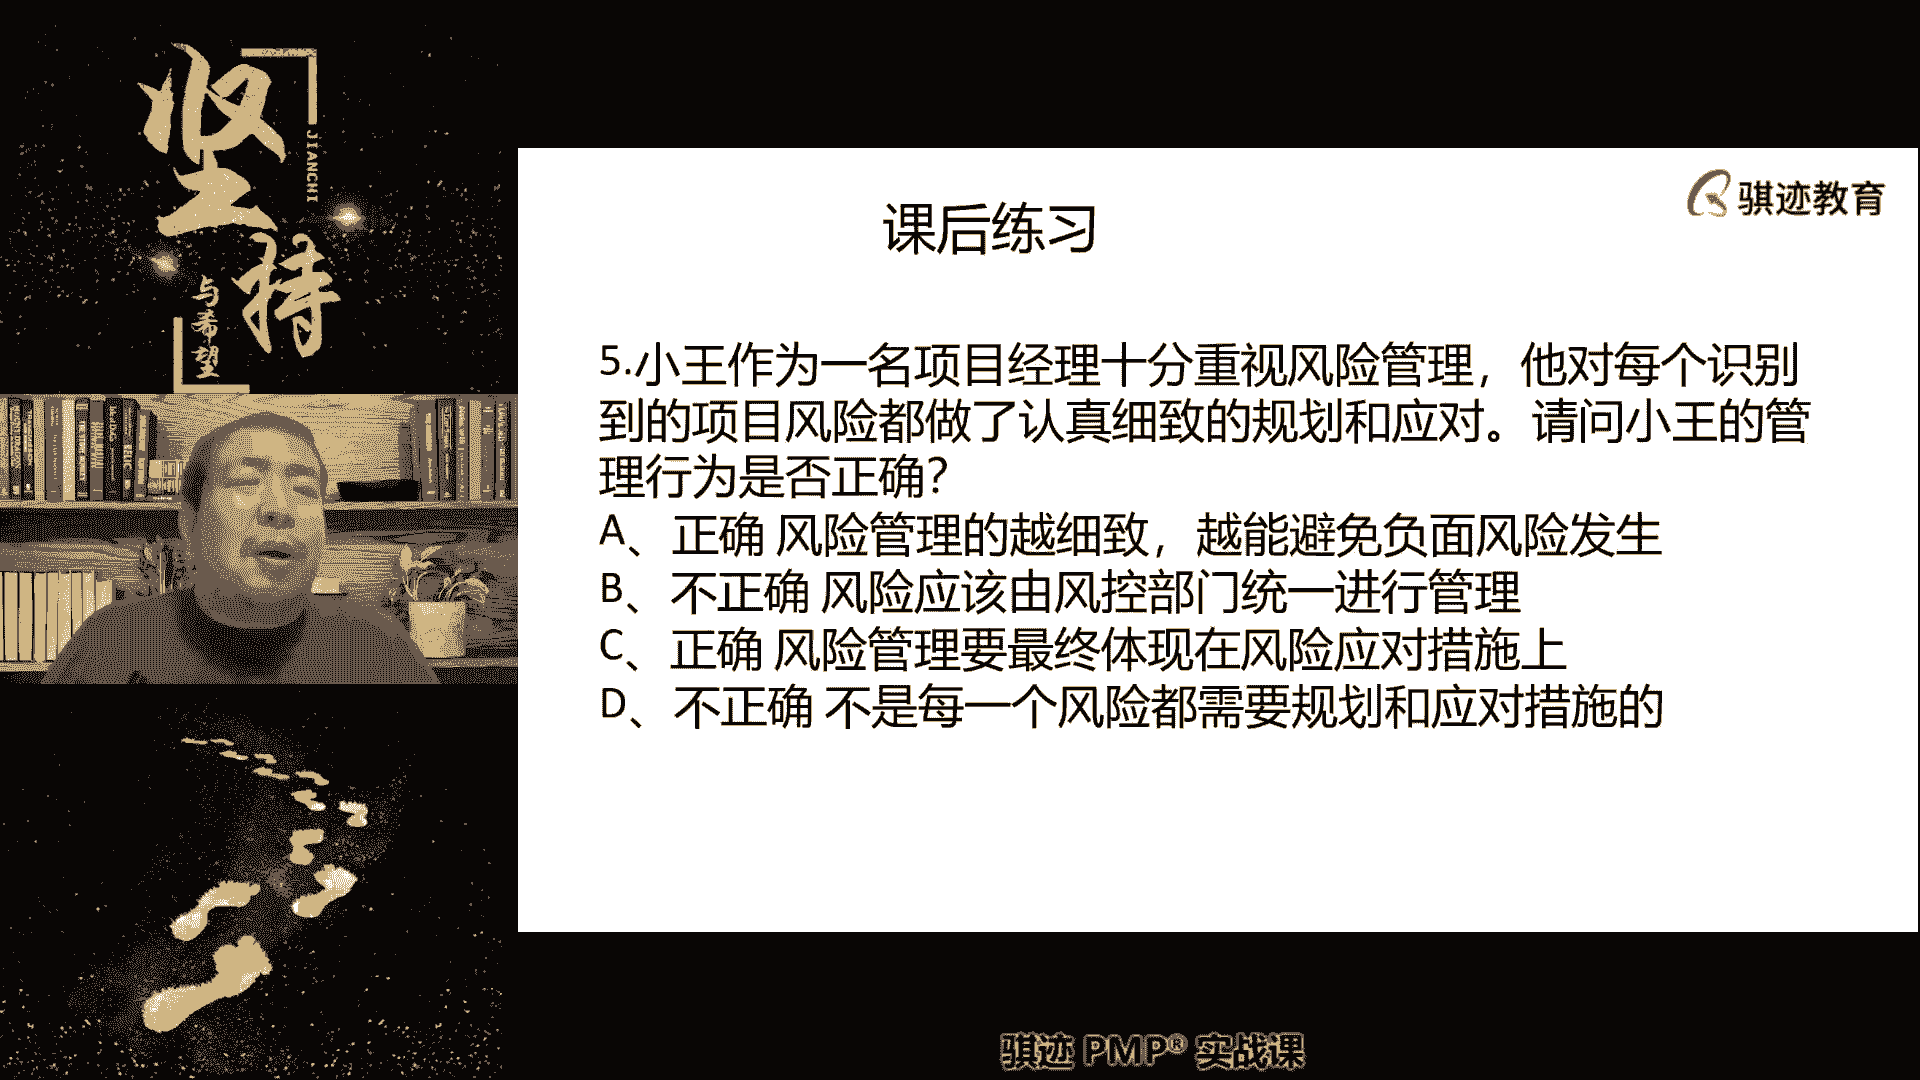 坚持
JIANCHI
与希望
骐迹教育
课后练习
5.小王作为一名项目经理十分重视风险管理，他对每个识别
到的项目风险都做了认真细致的规划和应对。请问小王的管
理行为是否正确？
A、正确 风险管理的越细致，越能避免负面风险发生
B、不正确 风险应该由风控部门统一进行管理
C、正确 风险管理要最终体现在风险应对措施上
D、不正确 不是每一个风险都需要规划和应对措施的
骐迹 PMP® 实战课